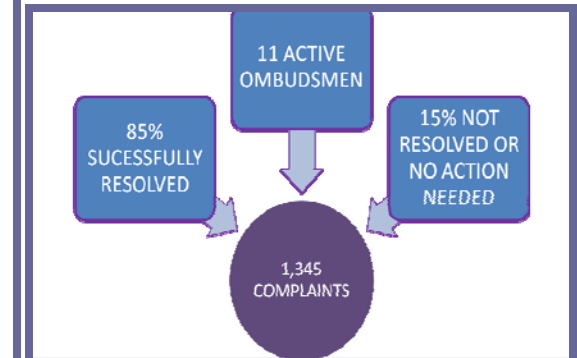 11 ACTIVE
OMBUDSMEN
85%
SUCESSFULLY
RESOLVED
15% NOT
RESOLVED OR
NO ACTION
NEEDED
1,345
COMPLAINTS